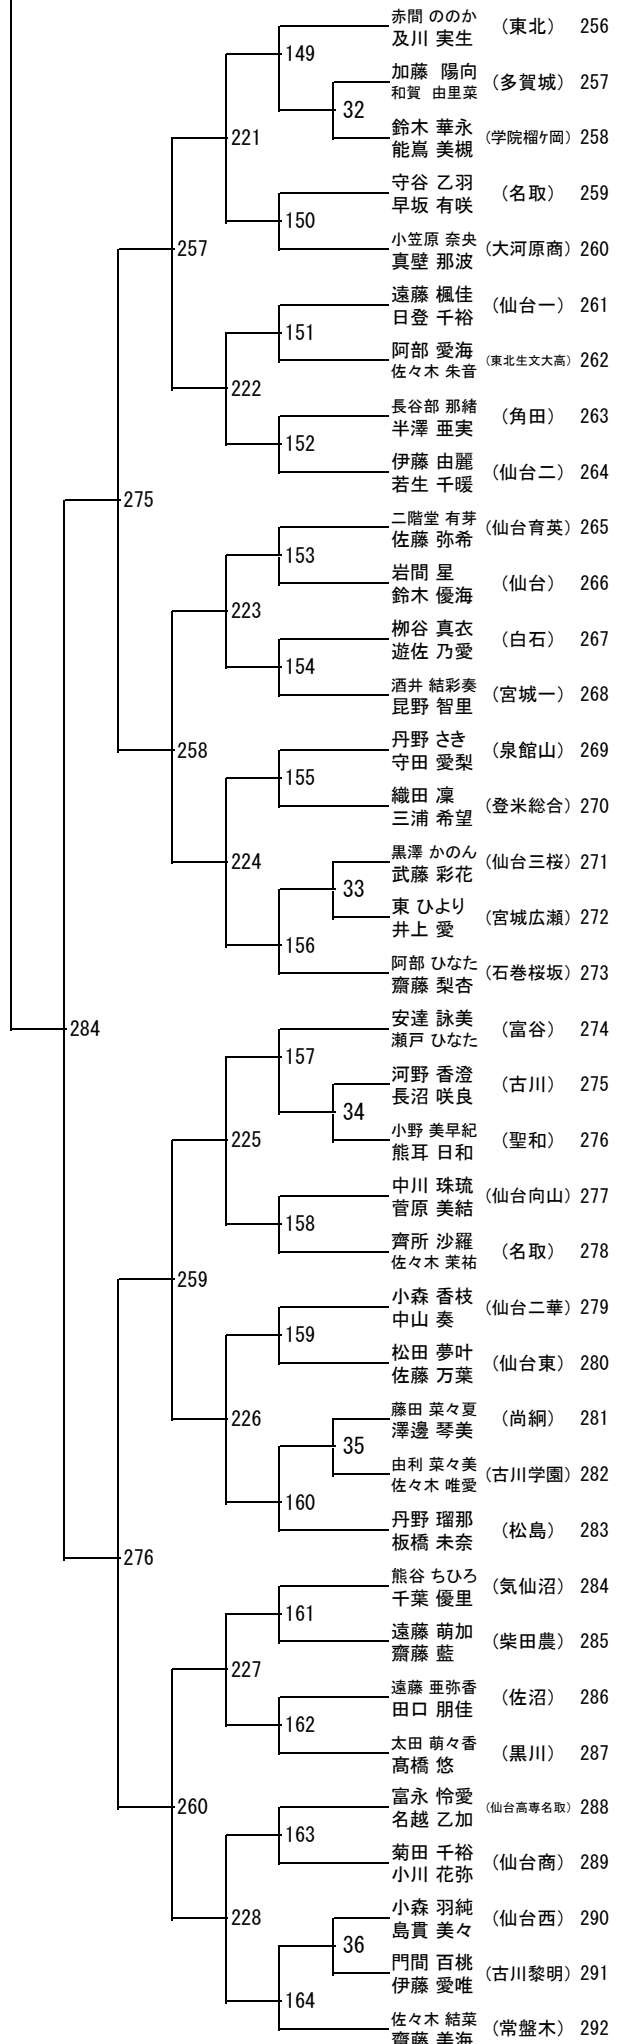 赤間 ののか
及川 実生 （東北） 256
149
加藤 陽向
和賀 由里菜 （多賀城） 257
32
鈴木 華永
能嶌 美槻 （学院榴ケ岡） 258
221
守谷 乙羽
早坂 有咲 （名取） 259
150
小笠原 奈央
真壁 那波 （大河原商） 260
257
遠藤 楓佳
日登 千裕 （仙台一） 261
151
阿部 愛海
佐々木 朱音 （東北生文大高） 262
222
長谷部 那緒
半澤 亜実 （角田） 263
152
伊藤 由麗
若生 千暖 （仙台二） 264
275
二階堂 有芽
佐藤 弥希 （仙台育英） 265
153
岩間 星
鈴木 優海 （仙台） 266
223
栁谷 真衣
遊佐 乃愛 （白石） 267
154
酒井 結彩奏
昆野 智里 （宮城一） 268
258
丹野 さき
守田 愛梨 （泉館山） 269
155
織田 凜
三浦 希望 （登米総合） 270
224
黒澤 かのん
武藤 彩花 （仙台三桜） 271
33
東 ひより
井上 愛 （宮城広瀬） 272
156
阿部 ひなた
齋藤 梨杏 （石巻桜坂） 273
284
安達 詠美
瀬戸 ひなた （富谷） 274
157
河野 香澄
長沼 咲良 （古川） 275
34
小野 美早紀
熊耳 日和 （聖和） 276
225
中川 珠琉
菅原 美結 （仙台向山） 277
158
齊所 沙羅
佐々木 茉祐 （名取） 278
259
小森 香枝
中山 奏 （仙台二華） 279
159
松田 夢叶
佐藤 万葉 （仙台東） 280
226
藤田 菜々夏
澤邊 琴美 （尚絅） 281
35
由利 菜々美
佐々木 唯愛 （古川学園） 282
160
丹野 瑠那
板橋 未奈 （松島） 283
276
熊谷 ちひろ
千葉 優里 （気仙沼） 284
161
遠藤 萌加
齋藤 藍 （柴田農） 285
227
遠藤 亜弥香
田口 朋佳 （佐沼） 286
162
太田 萌々香
髙橋 悠 （黒川） 287
260
富永 怜愛
名越 乙加 （仙台高専名取） 288
163
菊田 千裕
小川 花弥 （仙台商） 289
228
小森 羽純
島貫 美々 （仙台西） 290
36
門間 百桃
伊藤 愛唯 （古川黎明） 291
164
佐々木 結菜
齋藤 美海 （常盤木） 292